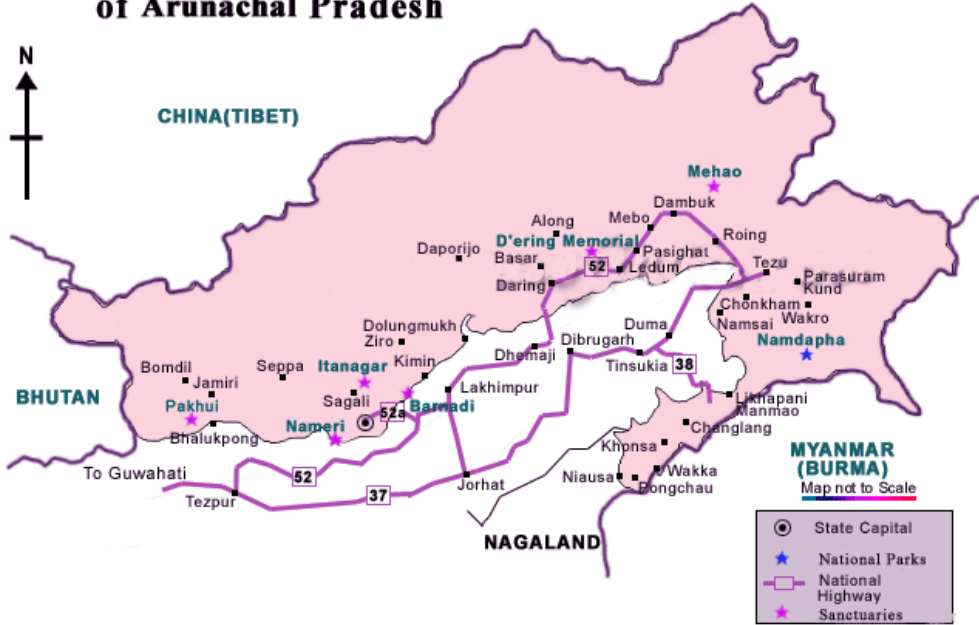 of Arunachal Pradesh
N
CHINA(TIBET)
Mehao
Dambuk
Along
Mebo
Roing
D'ering Memorial
Daporijo
Basar
Pasighat
Tezu
52
Ledum
Daring
Parasuram
Kund
Chonkham
Wakro
Namsai
Dolungmukh
Duma
Ziro
Dibrugarh
Namdapha
Dhemaji
Itanagar
Kimin
Tinsukia
38
Bomdil
Seppa
Jamiri
Lakhimpur
BHUTAN
Sagali
Likhapani
Pakhui
52a
Barnadi
Manmao
Nameri
Changlang
Bhalukpong
Khonsa
MYANMAR
(BURMA)
To Guwahati
52
Niausa
Wakka
Jorhat
Pongchau
Map not to Scale
Tezpur
37
NAGALAND
State Capital
National Parks
National
Highway
Sanctuaries